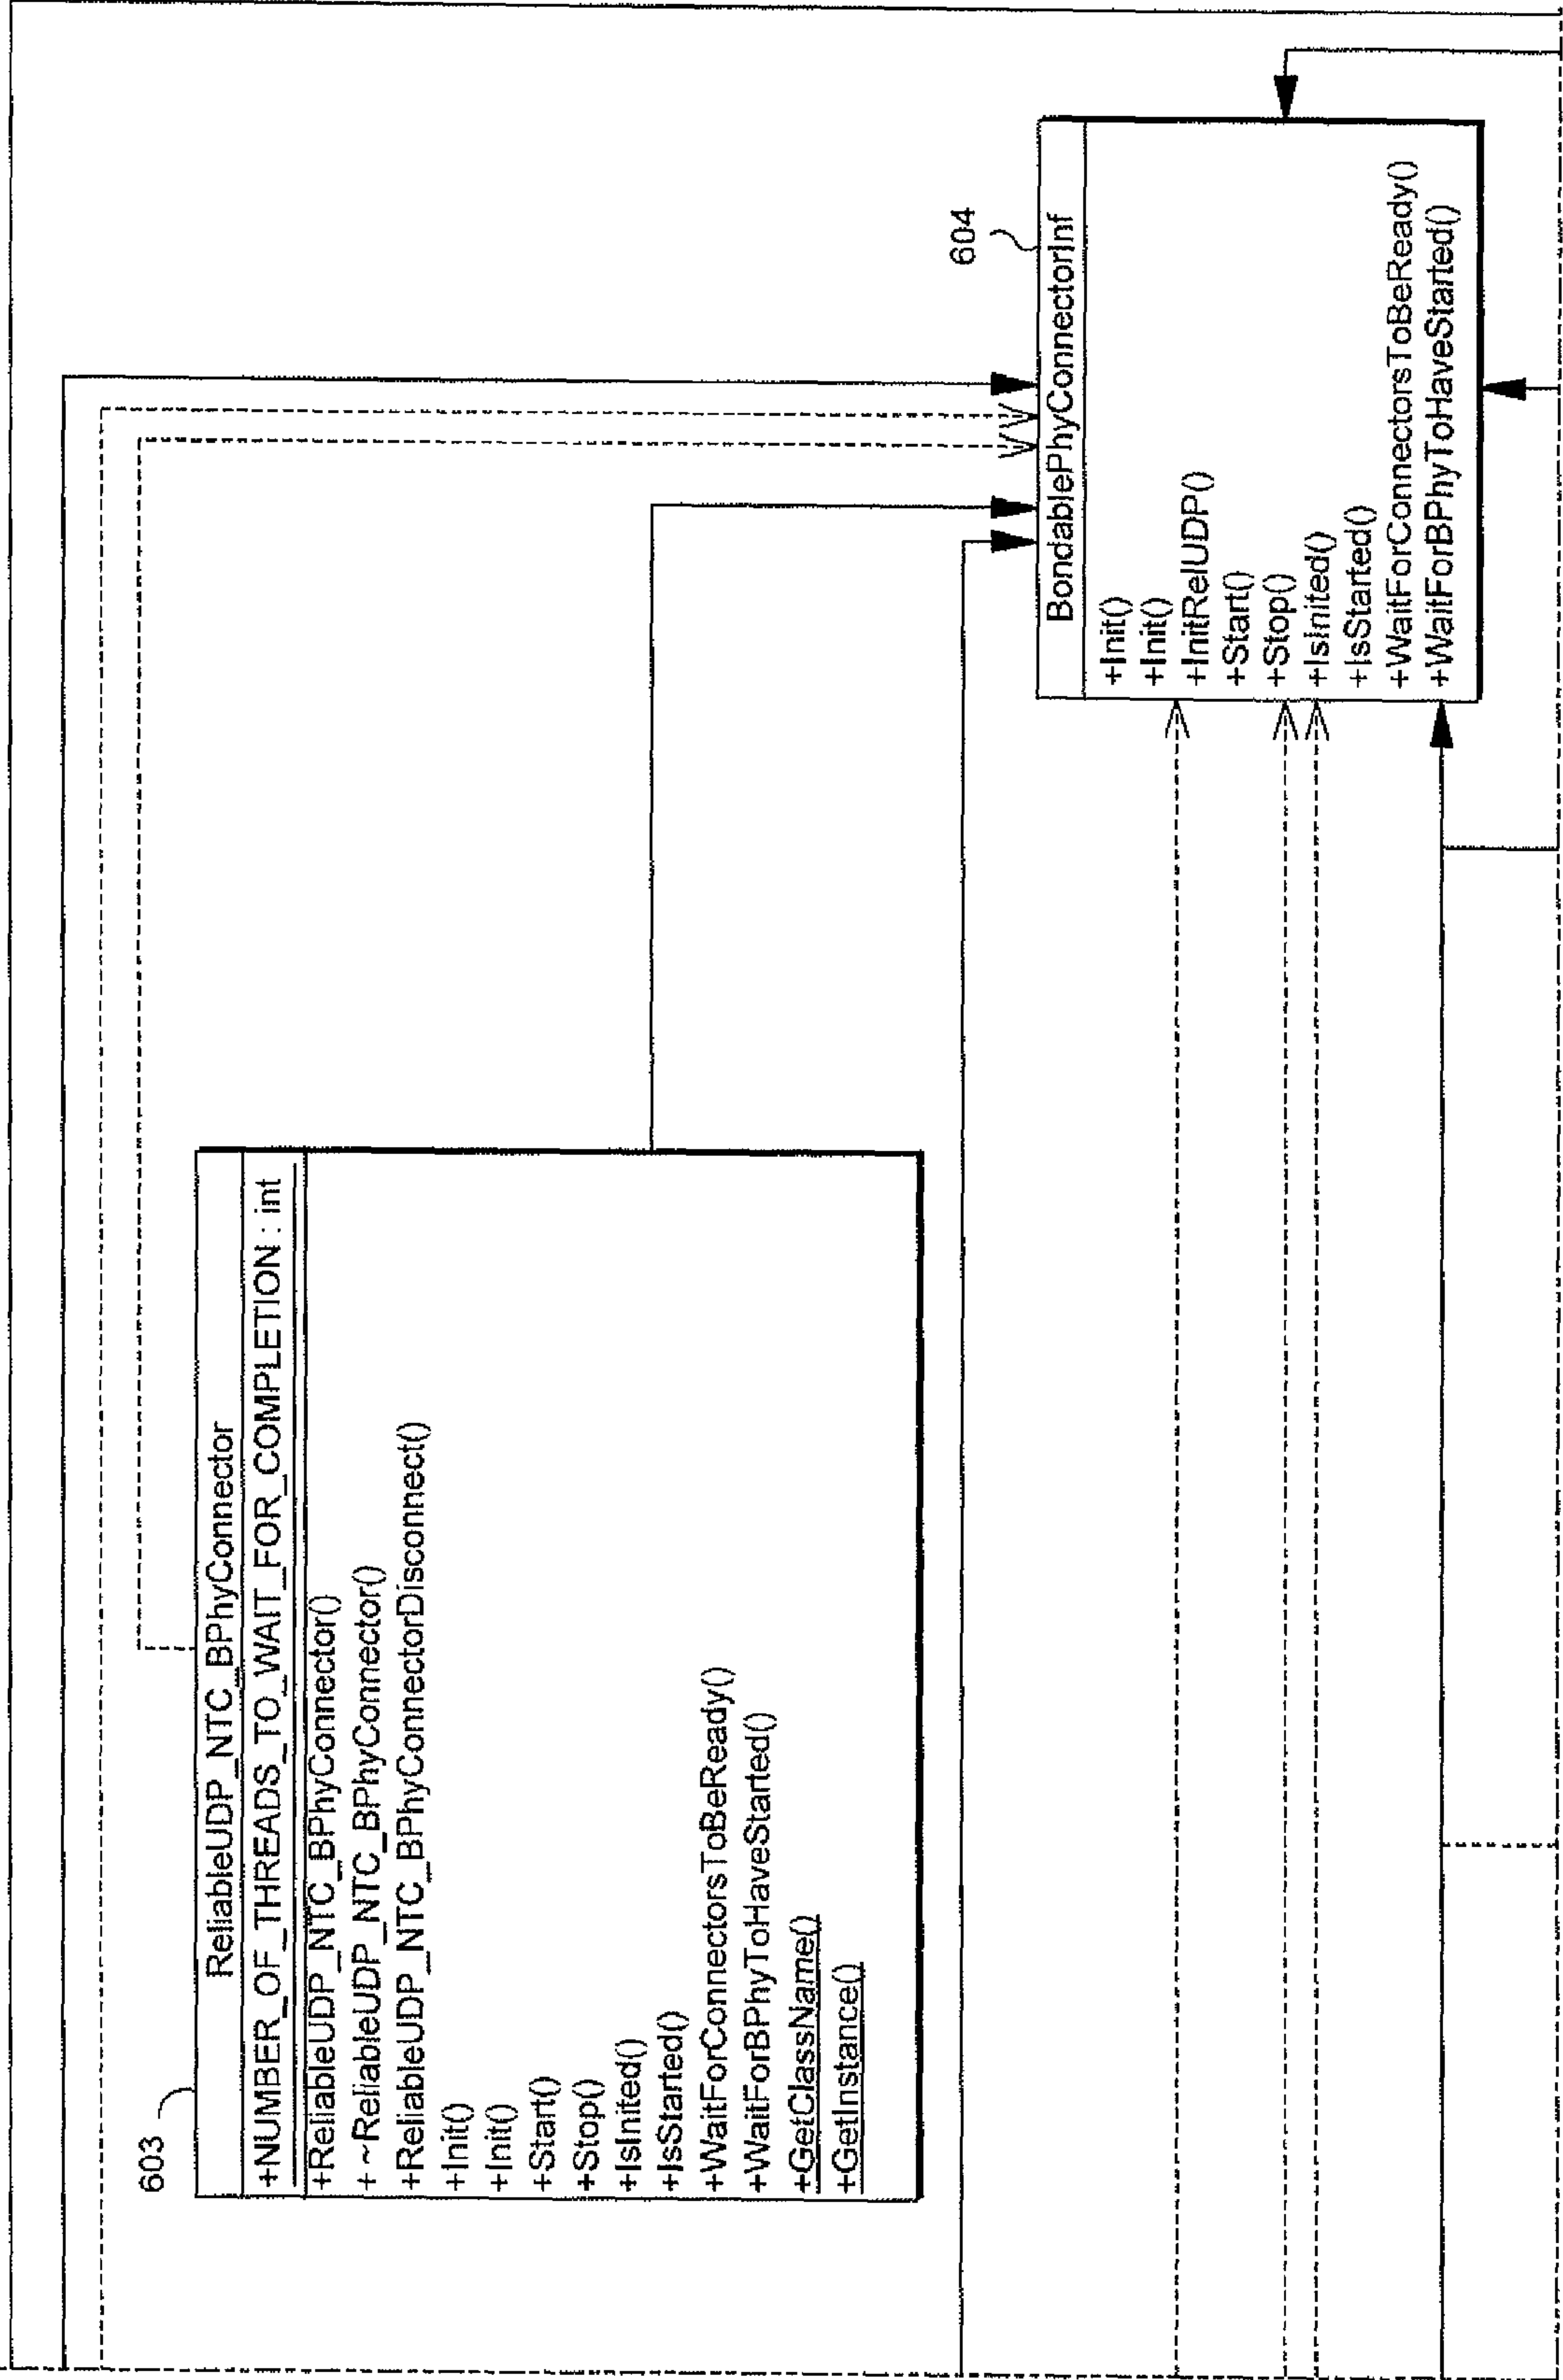 603
ReliableUDP_NTC_BPhyConnector
+NUMBER_OF_THREADS_TO_WAIT_FOR_COMPLETION : int
+ReliableUDP_NTC_BPhyConnector()
+ ~ReliableUDP_NTC_BPhyConnector()
+ReliableUDP_NTC_BPhyConnectorDisconnect()
+Init()
+Init()
+Start()
+Stop()
+IsInited()
+IsStarted()
+WaitForConnectorsToBeReady()
+WaitForBPhyToHaveStarted()
+GetClassName()
+GetInstance()
604
BondablePhyConnectorInf
+Init()
+Init()
+InitRelUDP()
+Start()
+Stop()
+IsInited()
+IsStarted()
+WaitForConnectorsToBeReady()
+WaitForBPhyToHaveStarted()